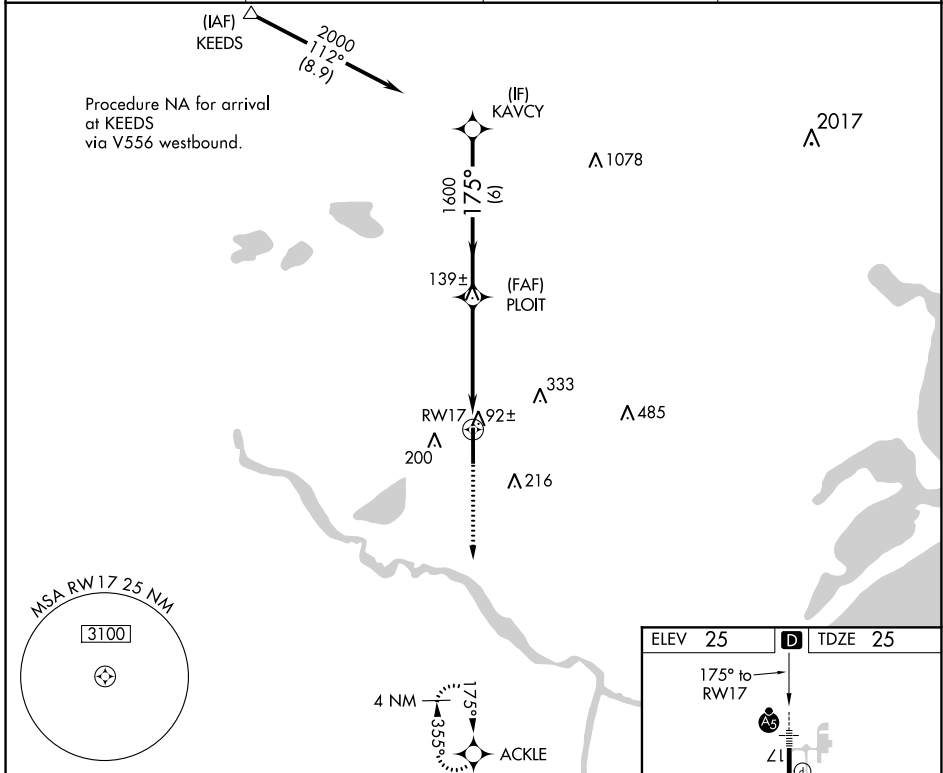 (IAF)
KEEDS
2000
112°
(8.9)
Procedure NA for arrival
at KEEDS
via V556 westbound.
(IF)
KAVCY
2017
1078
1600
175°
(6)
139±
(FAF)
PLOIT
333
RW17
92±
485
200
216
MSA RW17 25 NM
3100
4 NM
175°
355°
ACKLE
ELEV 25
D
TDZE 25
175° to
RW17
A5
17
d